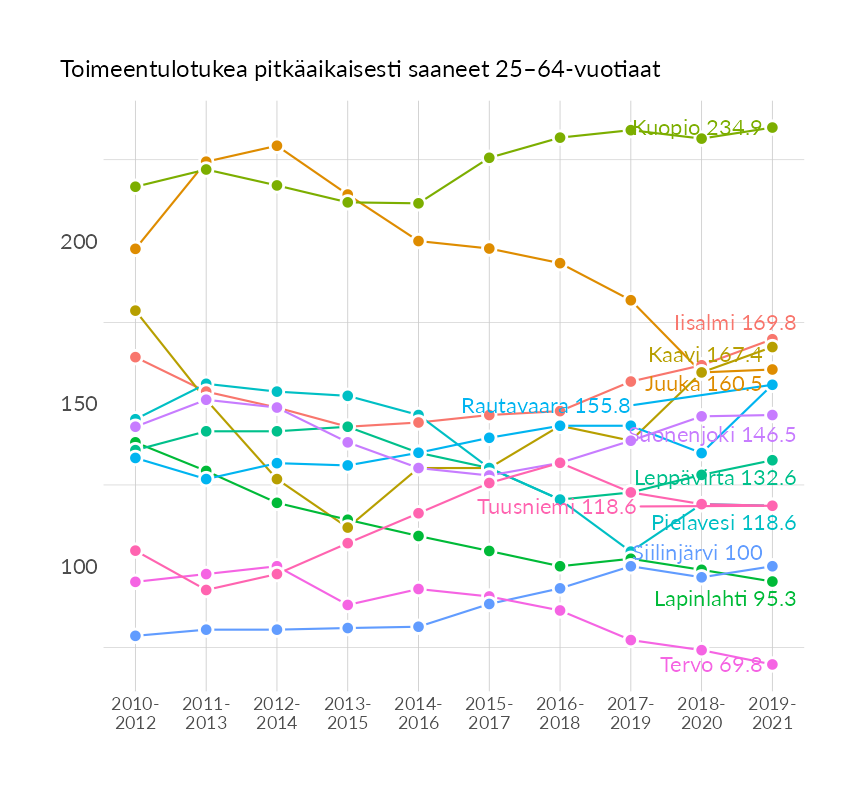 Toimeentulotukea pitkäaikaisesti saaneet 25–64-vuotiaat
Kuopio 234.9
200
Iisalmi 169.8
Kaavi 167.4
Juuka 160.5
150
Rautavaara 155.8
Suonenjoki 146.5
Leppävirta 132.6
Tuusniemi 118.6
Pielavesi 118.6
Siilinjärvi 100
100
Lapinlahti 95.3
Tervo 69.8
2010-
2012
2011-
2013
2012-
2014
2013-
2015
2014-
2016
2015-
2017
2016-
2018
2017-
2019
2018-
2020
2019-
2021